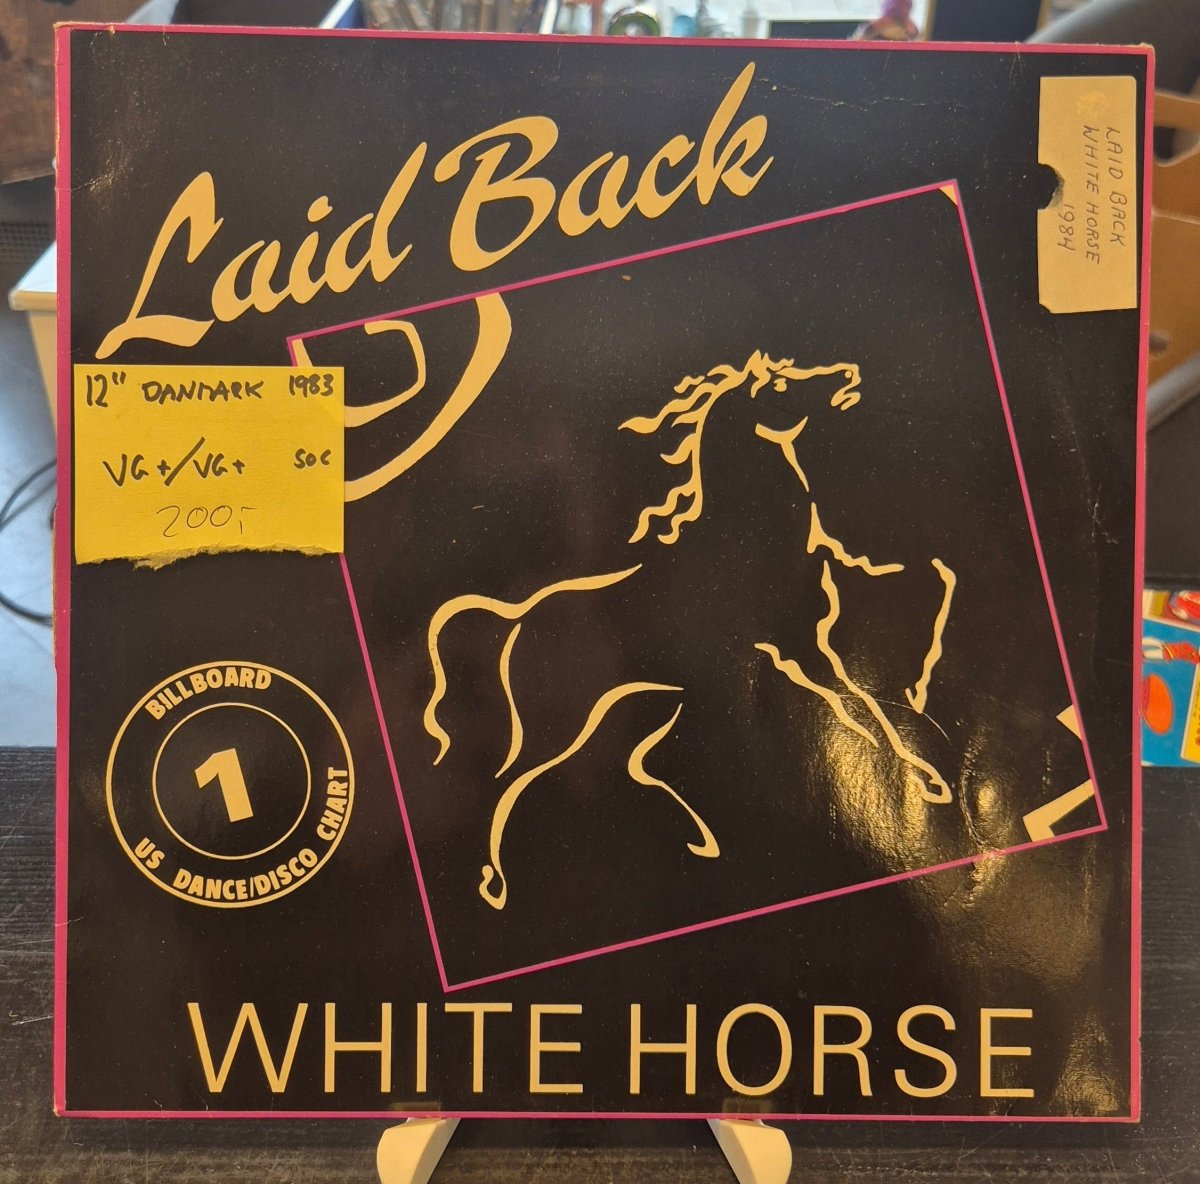 Laid Back
LAID BACK
WHITE HORSE
1984
12" DANMARK 1983
VG+/VG+ SOC
200,-
BILLBOARD
1
US DANCE/DISCO CHART
WHITE HORSE